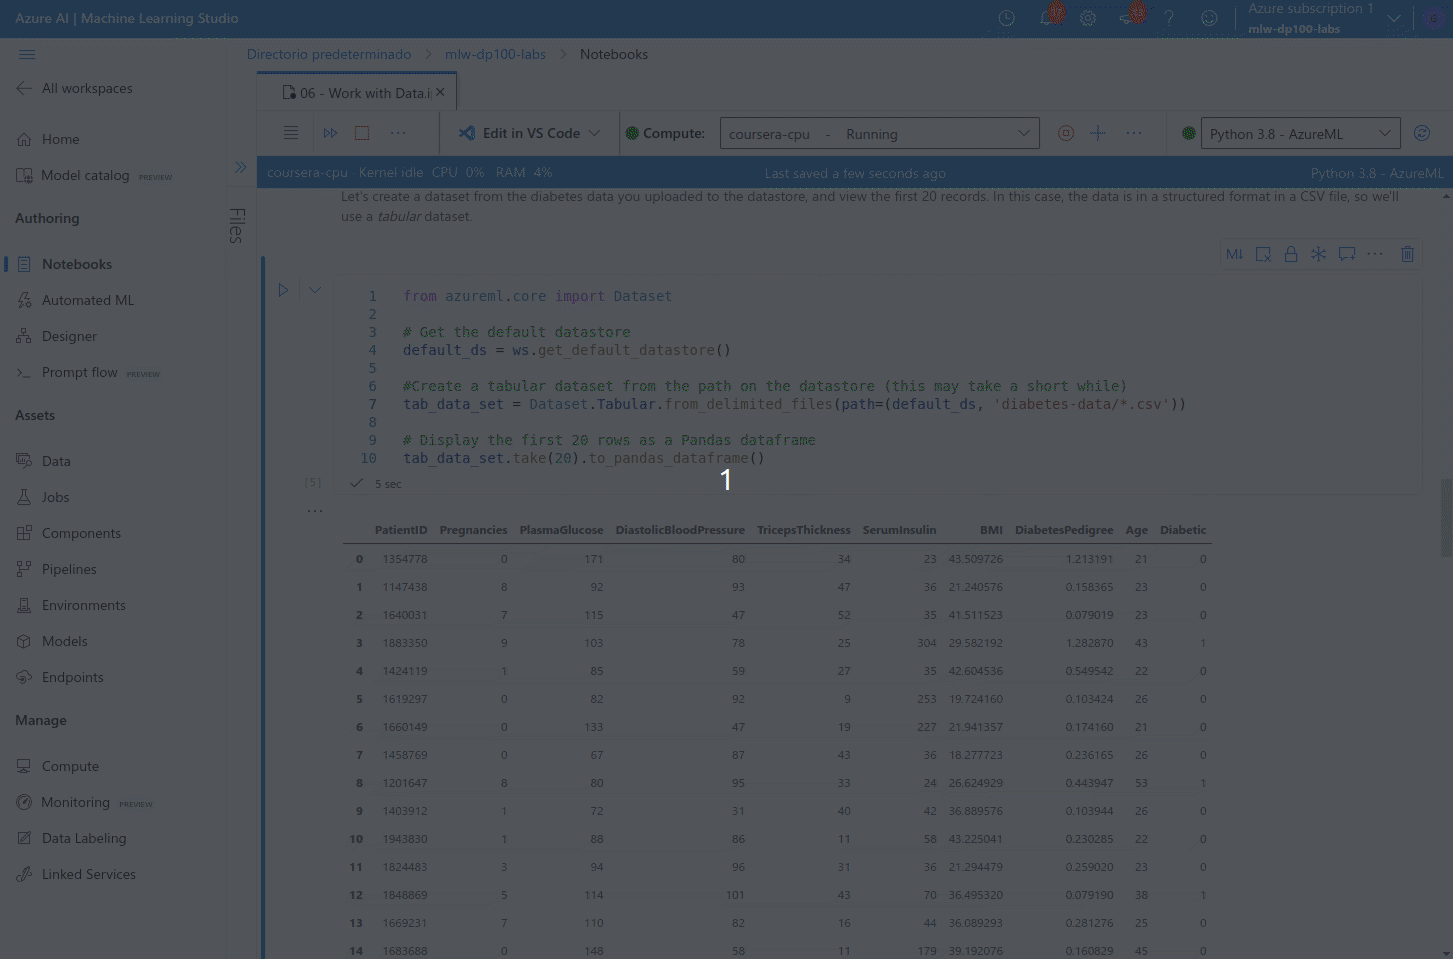 Azure AI | Machine Learning Studio
Azure subscription 1
mlw-dp100-labs
Directorio predeterminado > mlw-dp100-labs > Notebooks
All workspaces
Home
Model catalog PREVIEW
Authoring
Notebooks
Automated ML
Designer
Prompt flow PREVIEW
Assets
Data
Jobs
Components
Pipelines
Environments
Models
Endpoints
Manage
Compute
Monitoring PREVIEW
Data Labeling
Linked Services
Files
06 - Work with Data.i
Edit in VS Code
Compute: coursera-cpu - Running
Python 3.8 - AzureML
coursera-cpu · Kernel idle CPU 0% RAM 4%
Last saved a few seconds ago
Python 3.8 - AzureML
Let's create a dataset from the diabetes data you uploaded to the datastore, and view the first 20 records. In this case, the data is in a structured format in a CSV file, so we'll
use a tabular dataset.
M↓
1 from azureml.core import Dataset
2
3 # Get the default datastore
4 default_ds = ws.get_default_datastore()
5
6 #Create a tabular dataset from the path on the datastore (this may take a short while)
7 tab_data_set = Dataset.Tabular.from_delimited_files(path=(default_ds, 'diabetes-data/*.csv'))
8
9 # Display the first 20 rows as a Pandas dataframe
10 tab_data_set.take(20).to_pandas_dataframe()
1
[5] 5 sec
PatientID Pregnancies PlasmaGlucose DiastolicBloodPressure TricepsThickness SerumInsulin BMI DiabetesPedigree Age Diabetic
0 1354778 0 171 80 34 23 43.509726 1.213191 21 0
1 1147438 8 92 93 47 36 21.240576 0.158365 23 0
2 1640031 7 115 47 52 35 41.511523 0.079019 23 0
3 1883350 9 103 78 25 304 29.582192 1.282870 43 1
4 1424119 1 85 59 27 35 42.604536 0.549542 22 0
5 1619297 0 82 92 9 253 19.724160 0.103424 26 0
6 1660149 0 133 47 19 227 21.941357 0.174160 21 0
7 1458769 0 67 87 43 36 18.277723 0.236165 26 0
8 1201647 8 80 95 33 24 26.624929 0.443947 53 1
9 1403912 1 72 31 40 42 36.889576 0.103944 26 0
10 1943830 1 88 86 11 58 43.225041 0.230285 22 0
11 1824483 3 94 96 31 36 21.294479 0.259020 23 0
12 1848869 5 114 101 43 70 36.495320 0.079190 38 1
13 1669231 7 110 82 16 44 36.089293 0.281276 25 0
14 1683688 0 148 58 11 179 39.192076 0.160829 45 0